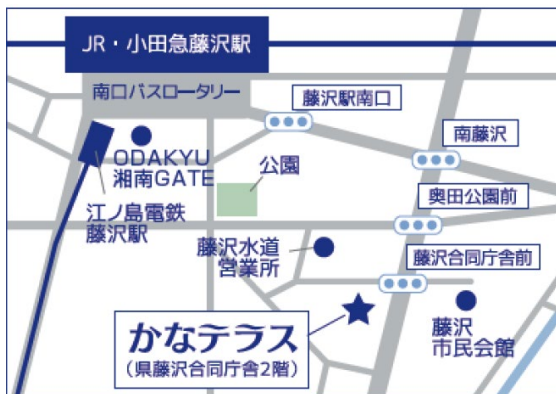 JR・小田急藤沢駅
南口バスロータリー
藤沢駅南口
南藤沢
ODAKYU
湘南GATE
公園
奥田公園前
江ノ島電鉄
藤沢駅
藤沢水道
営業所
藤沢合同庁舎前
かなテラス
(県藤沢合同庁舎2階)
藤沢
市民会館